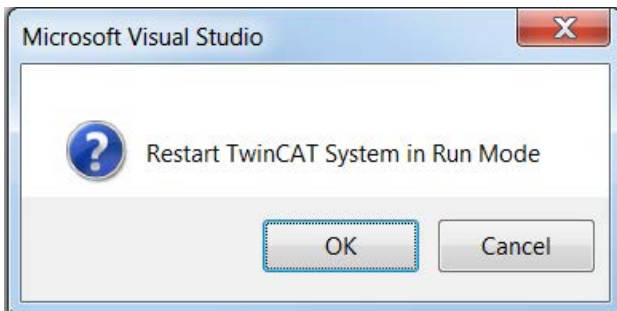 Microsoft Visual Studio
Restart TwinCAT System in Run Mode
OK
Cancel